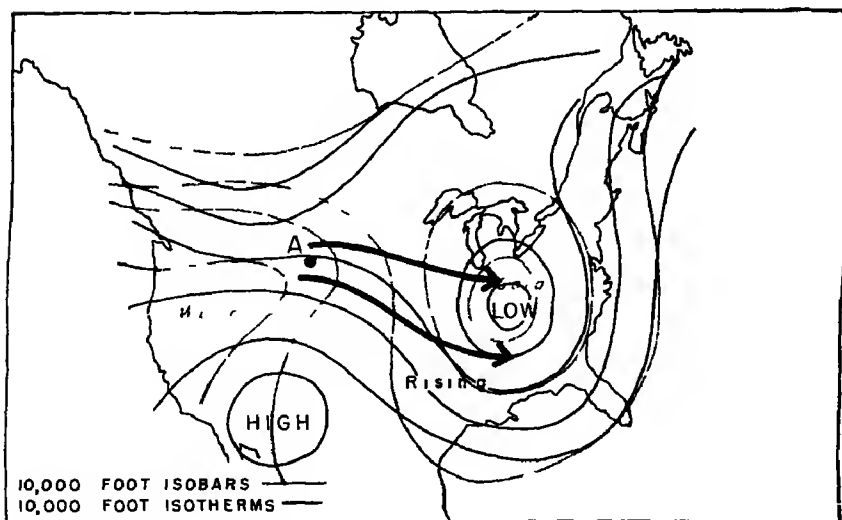 A
LOW
Rising
HIGH
10,000 FOOT ISOBARS
10,000 FOOT ISOTHERMS